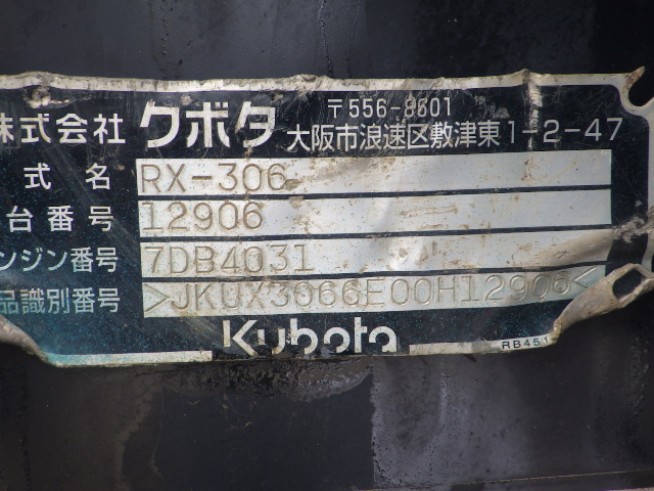 株式会社 クボタ 〒556-8601
大阪市浪速区敷津東1-2-47
式名 RX-306
台番号 12906
ンジン番号 7DB4031
品識別番号 >JKUX3066E00H12906<
Kubota
RB451